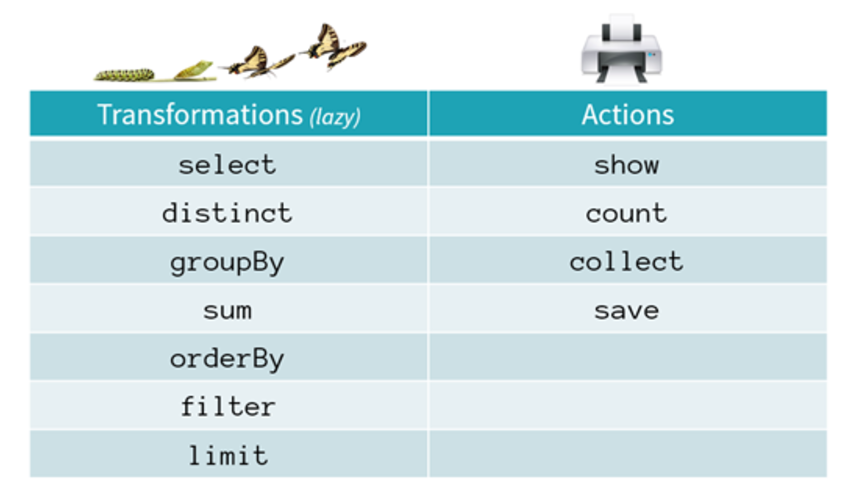 Transformations (lazy) Actions
select show
distinct count
groupBy collect
sum save
orderBy
filter
limit